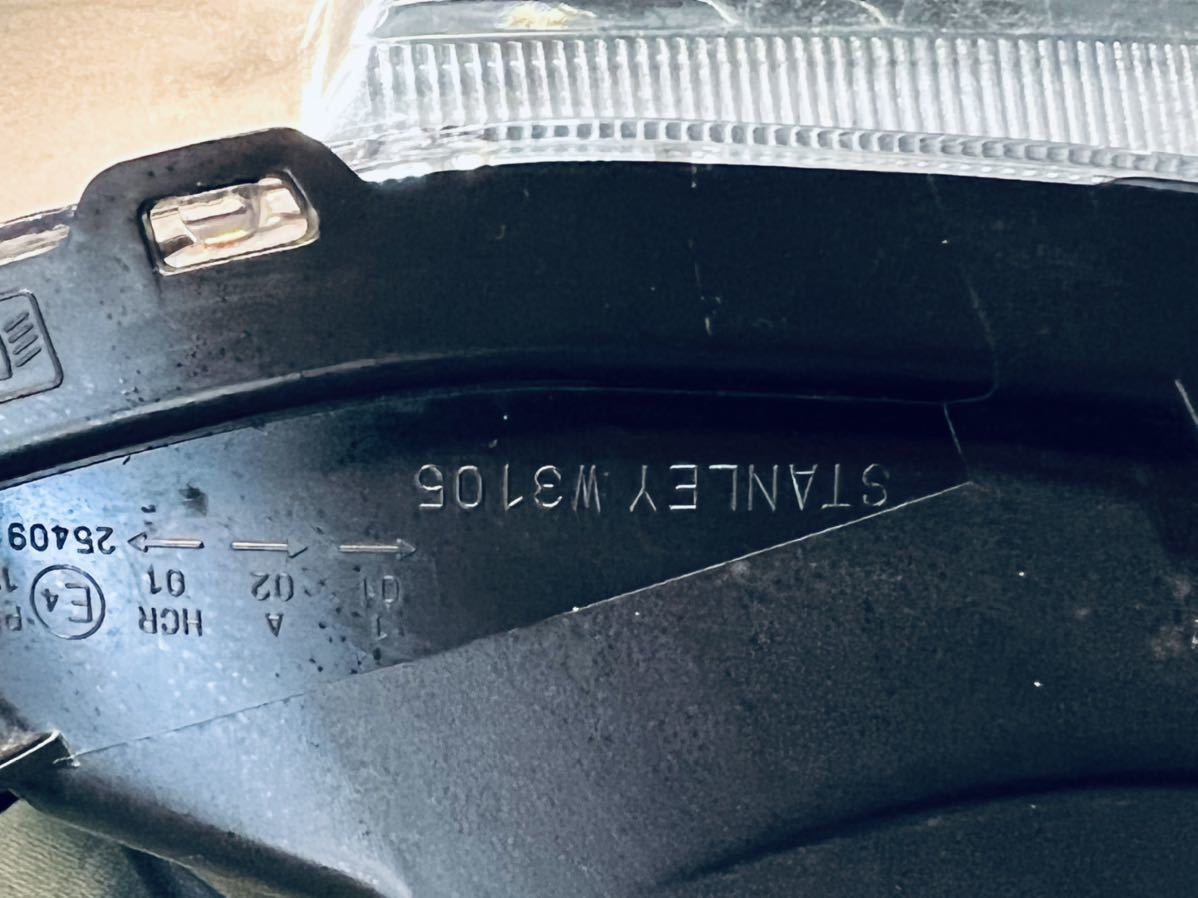 1 A HCR E4
01 02 01
← ← → 25409
STANLEY W3105